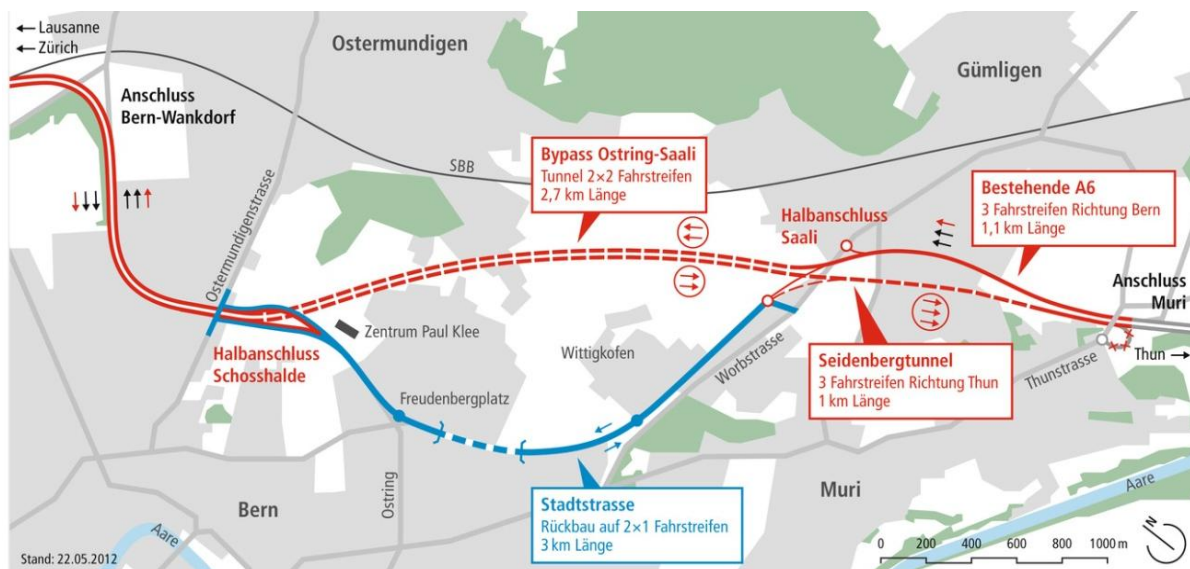 ← Lausanne
← Zürich
Ostermundigen
Gümligen
Anschluss
Bern-Wankdorf
SBB
Bypass Ostring-Saali
Tunnel 2×2 Fahrstreifen
2,7 km Länge
Bestehende A6
3 Fahrstreifen Richtung Bern
1,1 km Länge
Halbanschluss
Saali
Ostermundigenstrasse
Anschluss
Muri
Zentrum Paul Klee
Halbanschluss
Schosshalde
Wittigkofen
Worbstrasse
Seidenbergtunnel
3 Fahrstreifen Richtung Thun
1 km Länge
Thunstrasse
Thun →
Freudenbergplatz
Ostring
Stadtstrasse
Rückbau auf 2×1 Fahrstreifen
3 km Länge
Bern
Muri
Aare
Aare
N
0 200 400 600 800 1000 m
Stand: 22.05.2012